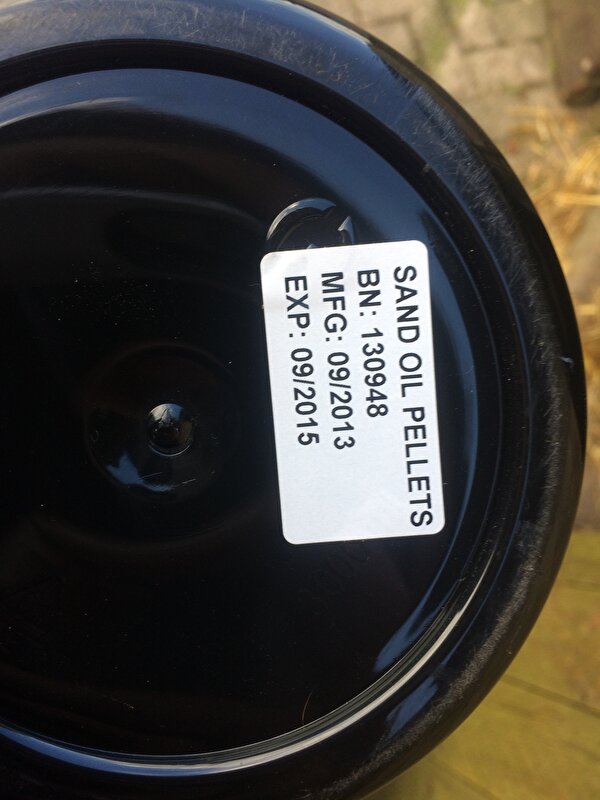 SAND OIL PELLETS
BN: 130948
MFG: 09/2013
EXP: 09/2015